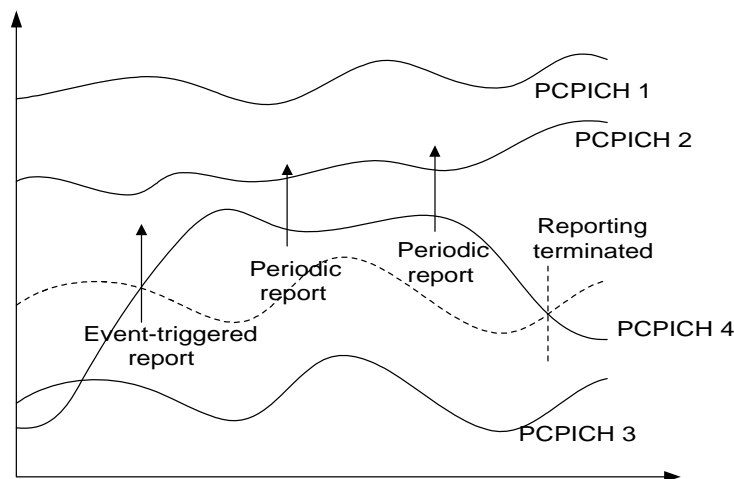 PCPICH 1
PCPICH 2
Reporting
terminated
Periodic
report
Periodic
report
Event-triggered
report
PCPICH 4
PCPICH 3